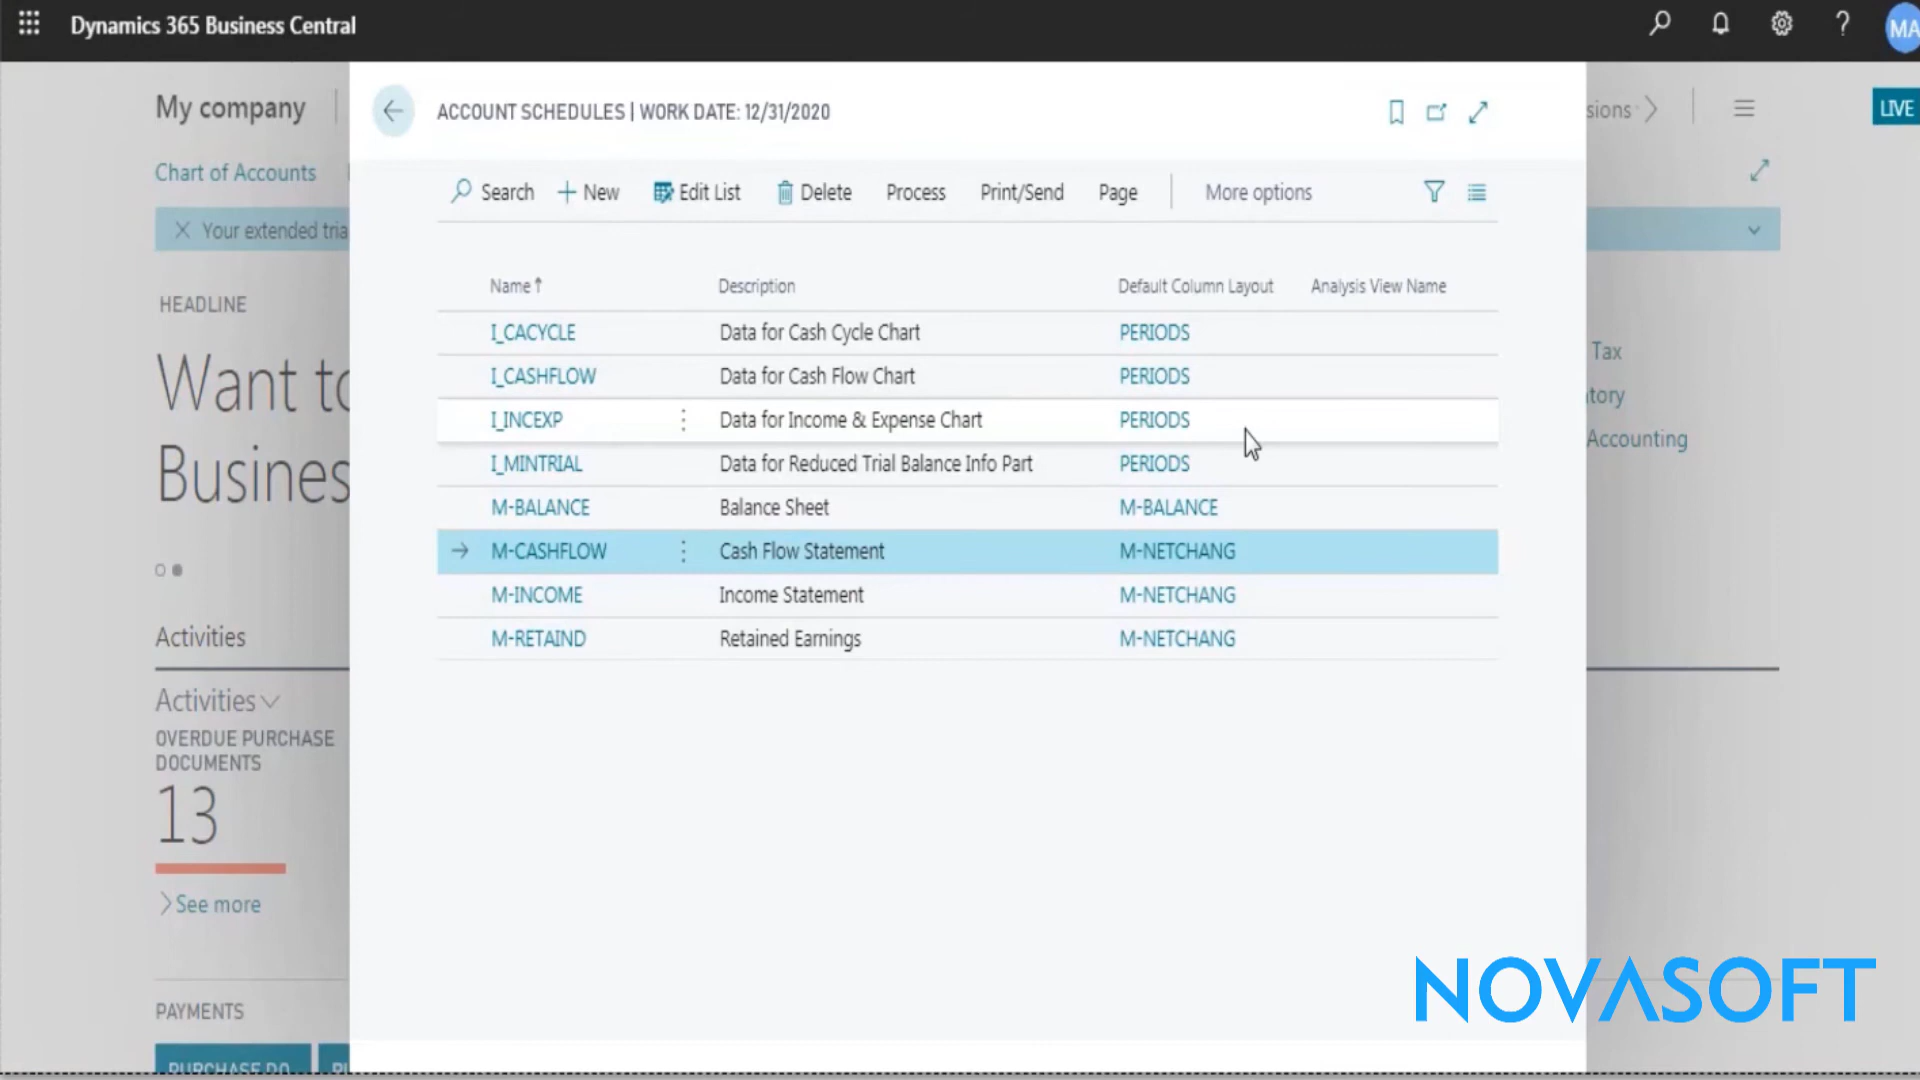 Dynamics 365 Business Central
MA
My company
ACCOUNT SCHEDULES | WORK DATE: 12/31/2020
sions
LIVE
Chart of Accounts
Search New Edit List Delete Process Print/Send Page More options
Your extended tria
HEADLINE
Want to
Business
Name↑ Description Default Column Layout Analysis View Name
I_CACYCLE Data for Cash Cycle Chart PERIODS
I_CASHFLOW Data for Cash Flow Chart PERIODS
I_INCEXP Data for Income & Expense Chart PERIODS
I_MINTRIAL Data for Reduced Trial Balance Info Part PERIODS
M-BALANCE Balance Sheet M-BALANCE
M-CASHFLOW Cash Flow Statement M-NETCHANG
M-INCOME Income Statement M-NETCHANG
M-RETAIND Retained Earnings M-NETCHANG
Tax
tory
Accounting
Activities
Activities
OVERDUE PURCHASE
DOCUMENTS
13
See more
PAYMENTS
PURCHASE DO
NOVASOFT